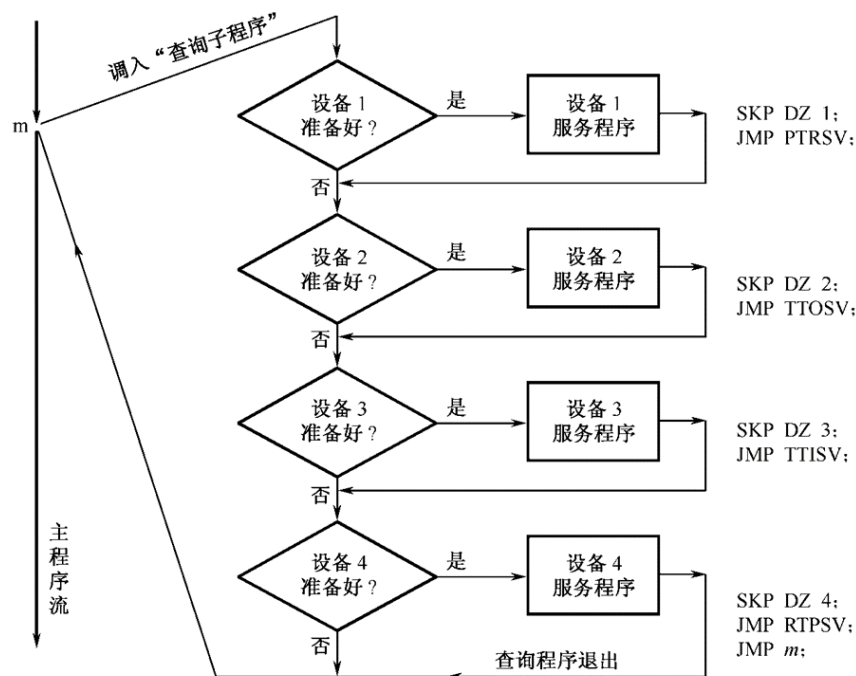 调入“查询子程序”
m
设备 1
准备好?
是
设备 1
服务程序
SKP DZ 1;
JMP PTRSV;
否
设备 2
准备好?
是
设备 2
服务程序
SKP DZ 2;
JMP TTOSV;
否
设备 3
准备好?
是
设备 3
服务程序
SKP DZ 3;
JMP TTISV;
否
主程序流
设备 4
准备好?
是
设备 4
服务程序
SKP DZ 4;
JMP RTPSV;
JMP m;
否
查询程序退出